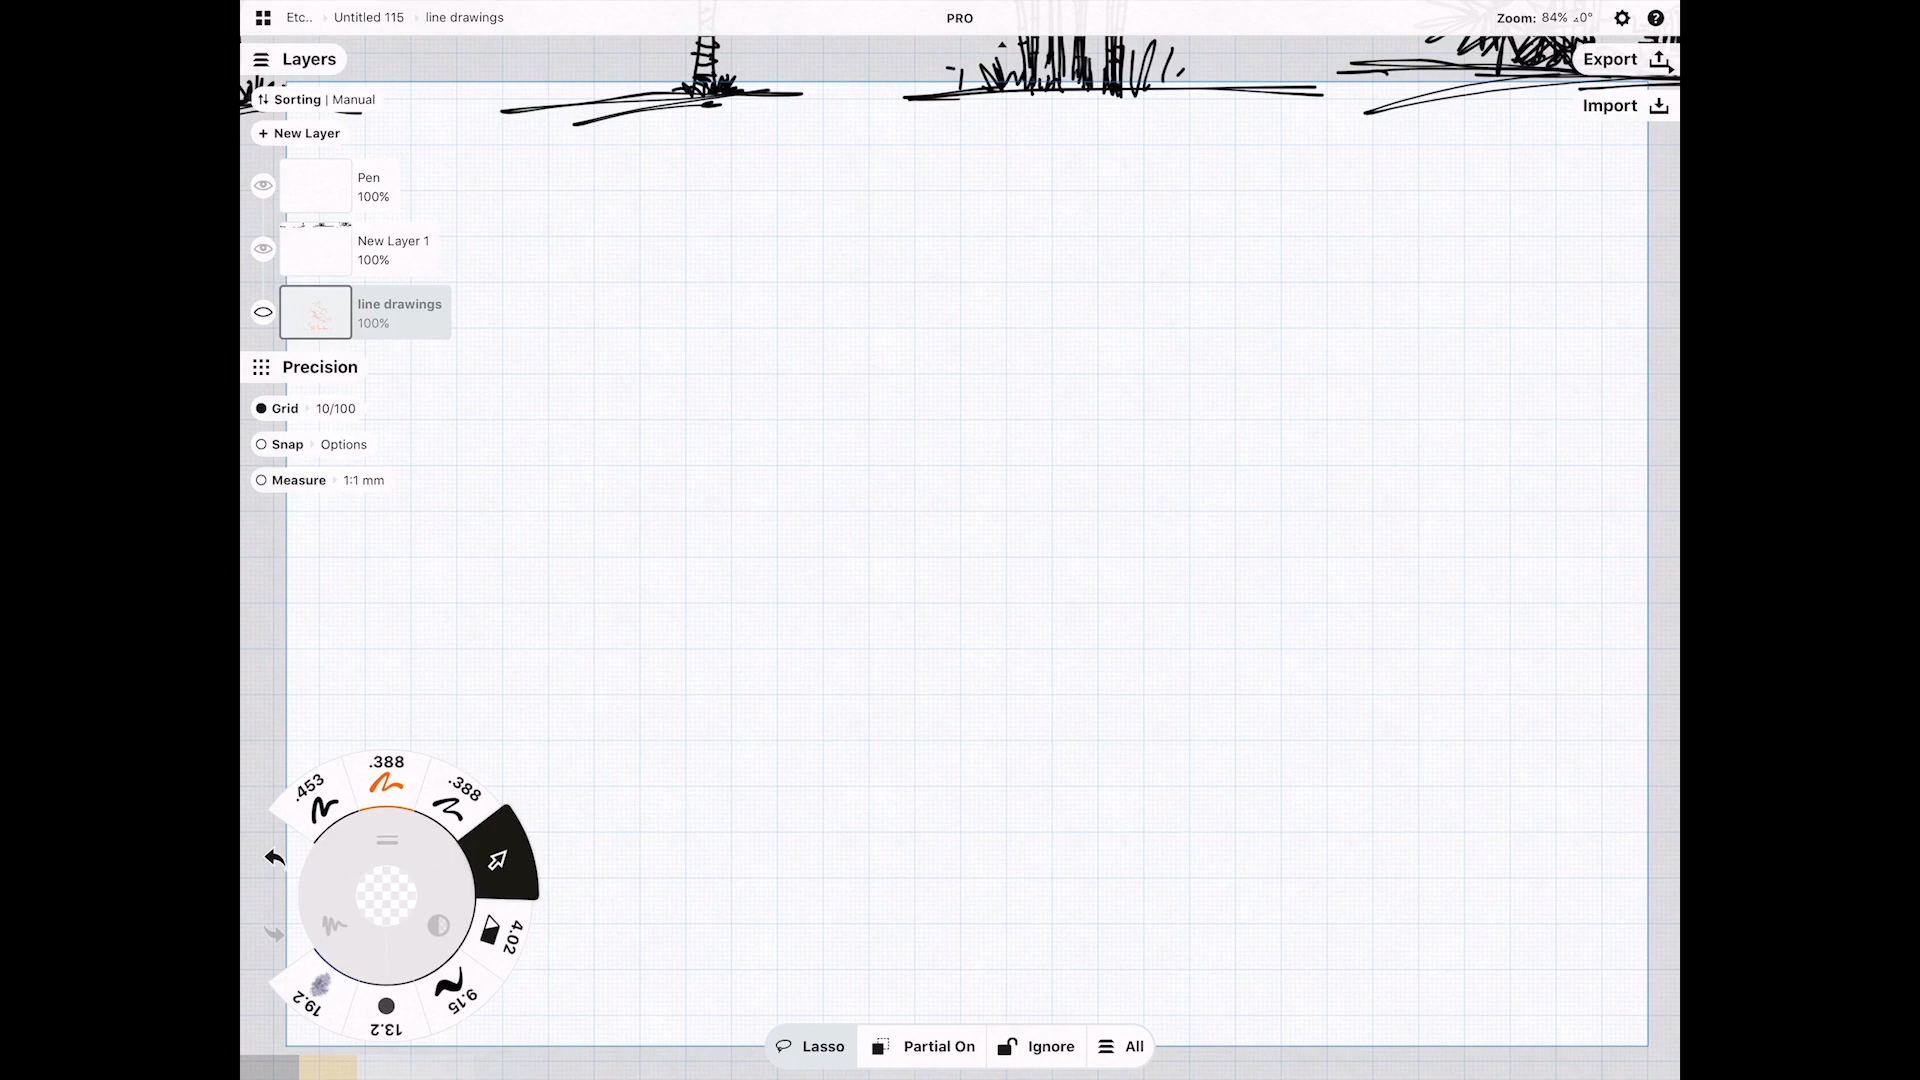 Etc.. Untitled 115 line drawings
PRO
Zoom: 84% 0°
Layers
Export
Sorting | Manual
Import
+ New Layer
Pen
100%
New Layer 1
100%
line drawings
100%
Precision
Grid 10/100
Snap Options
Measure 1:1 mm
.453
.388
.388
4.02
9.15
13.2
19.2
Lasso Partial On Ignore All